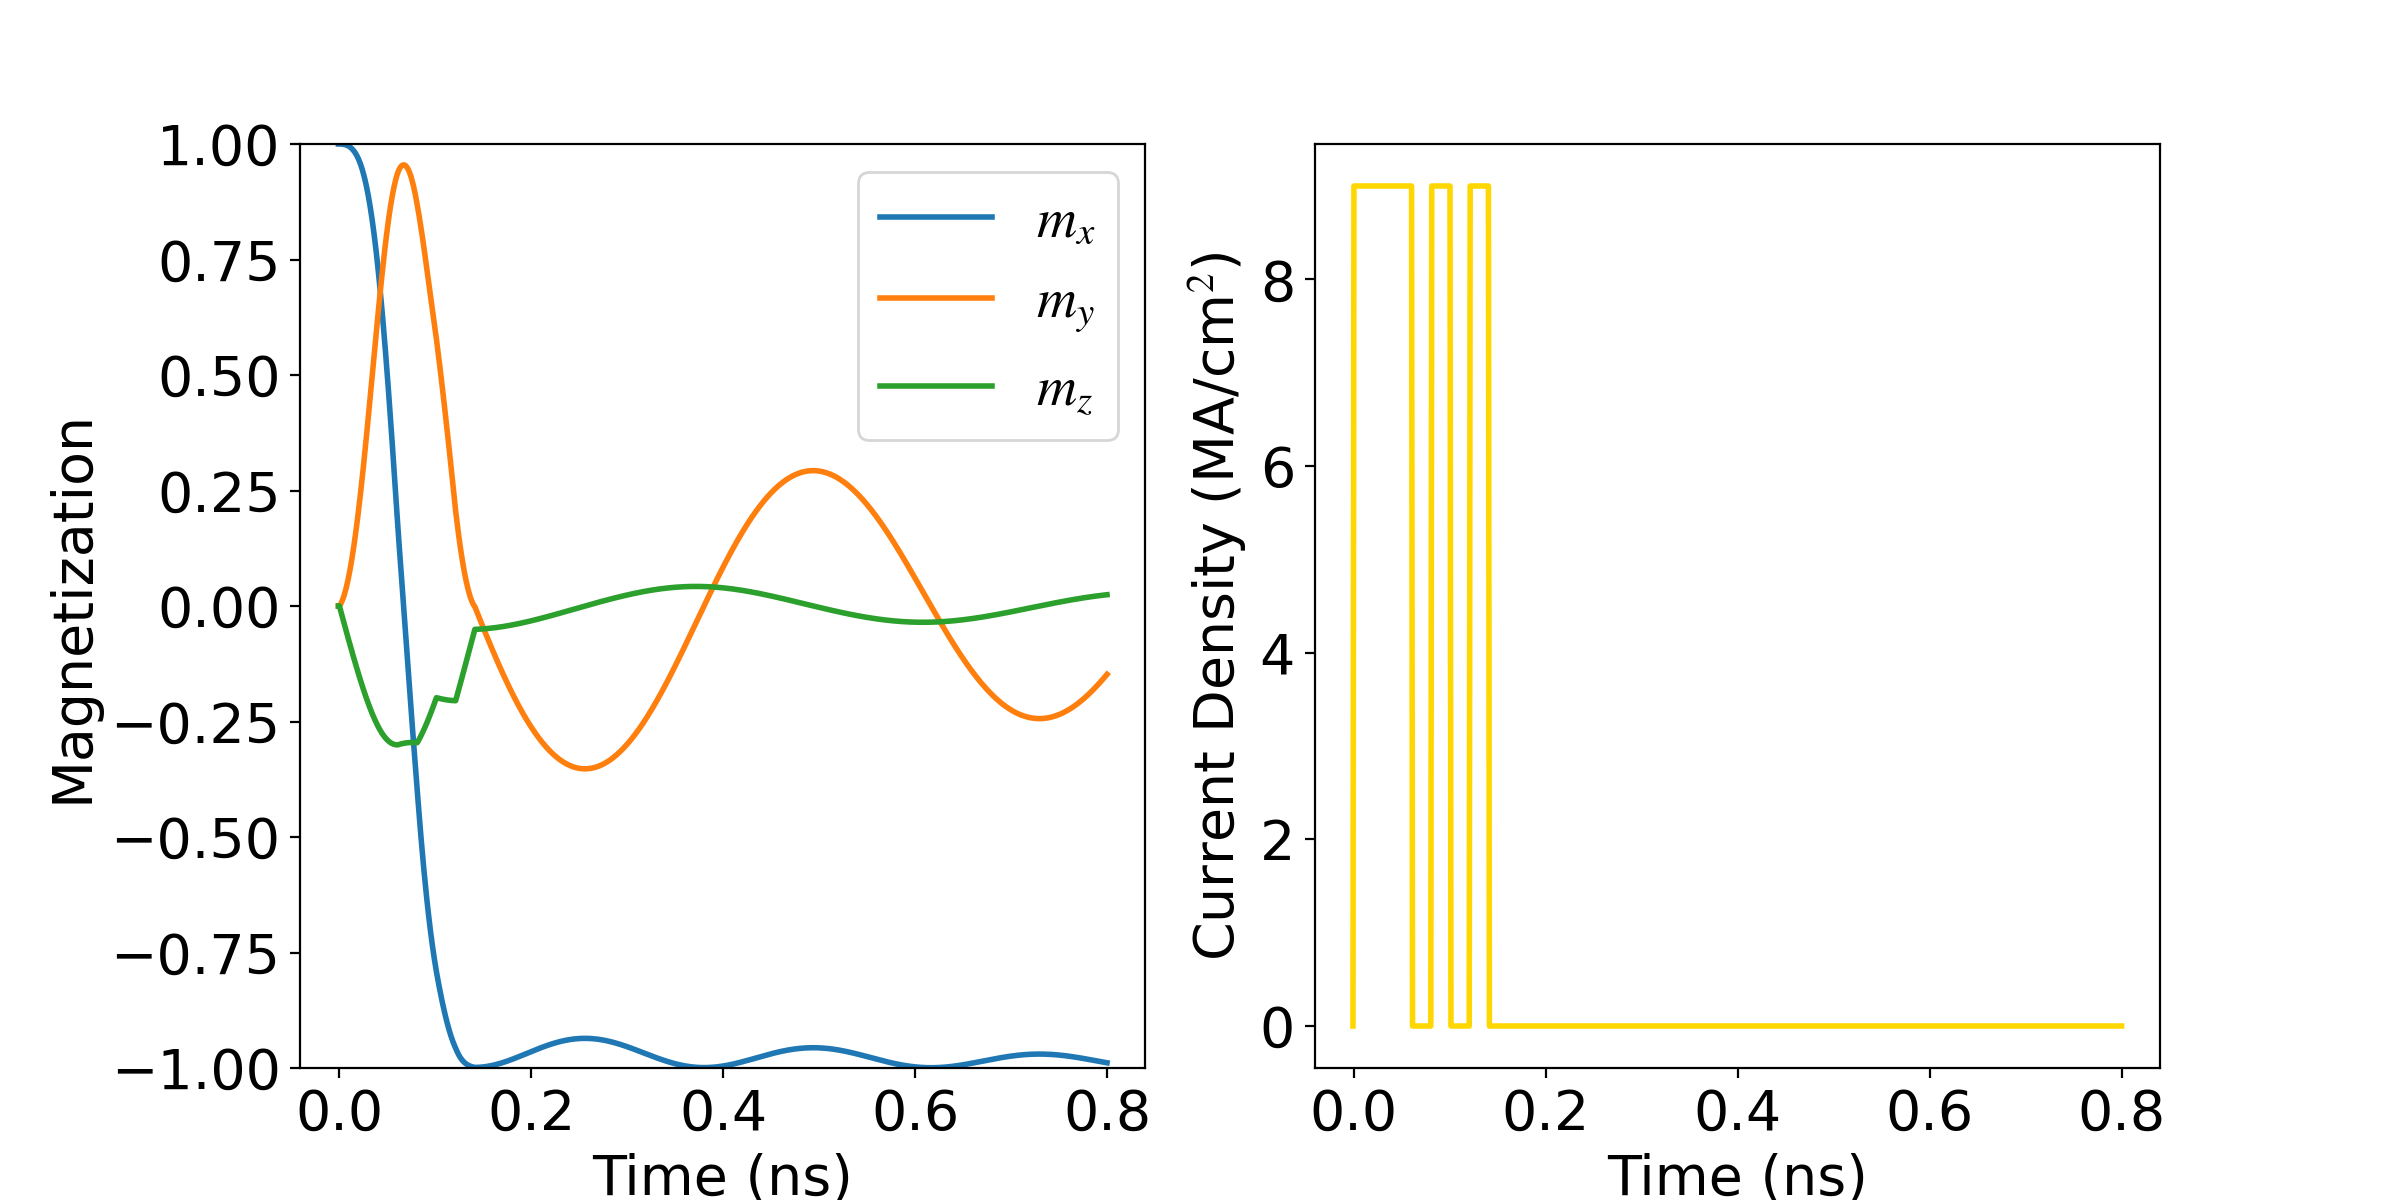 1.00
0.75
0.50
0.25
0.00
−0.25
−0.50
−0.75
−1.00
Magnetization
0.0 0.2 0.4 0.6 0.8
Time (ns)
m_x
m_y
m_z
8
6
4
2
0
Current Density (MA/cm²)
0.0 0.2 0.4 0.6 0.8
Time (ns)